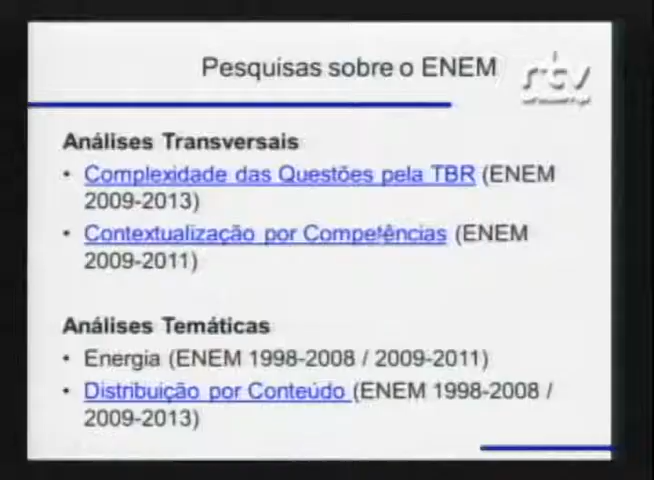 Pesquisas sobre o ENEM
rtv
Análises Transversais
• Complexidade das Questões pela TBR (ENEM
2009-2013)
• Contextualização por Competências (ENEM
2009-2011)
Análises Temáticas
• Energia (ENEM 1998-2008 / 2009-2011)
• Distribuição por Conteúdo (ENEM 1998-2008 /
2009-2013)